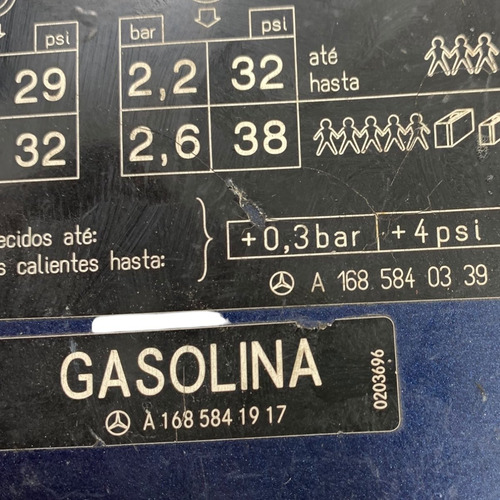 psi bar psi
29 2,2 32 até
hasta
32 2,6 38
ecidos até:
s calientes hasta:
+0,3bar +4psi
A 168 584 03 39
GASOLINA
A 168 584 19 17
0203696